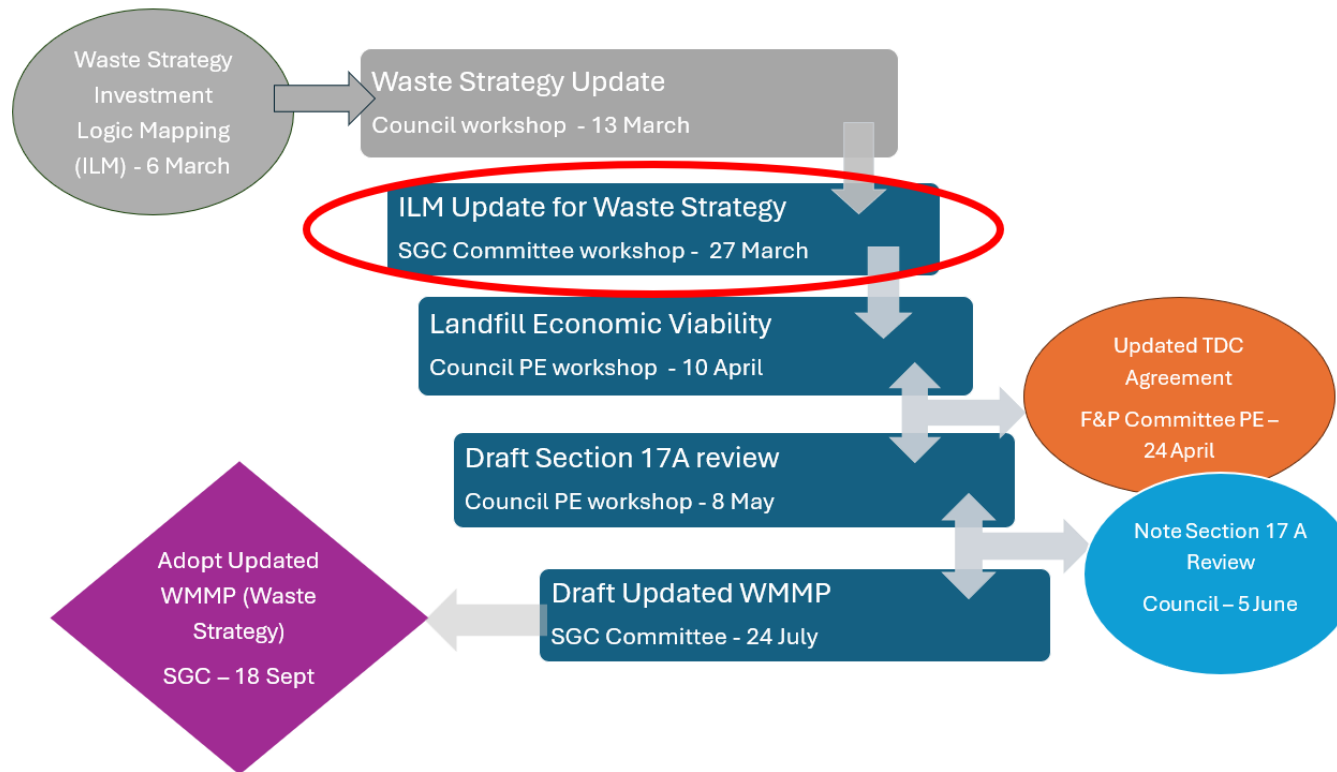 Waste Strategy
Investment
Logic Mapping
(ILM) - 6 March
Waste Strategy Update
Council workshop - 13 March
ILM Update for Waste Strategy
SGC Committee workshop - 27 March
Landfill Economic Viability
Council PE workshop - 10 April
Updated TDC
Agreement
F&P Committee PE –
24 April
Draft Section 17A review
Council PE workshop - 8 May
Note Section 17 A
Review
Council – 5 June
Draft Updated WMMP
SGC Committee - 24 July
Adopt Updated
WMMP (Waste
Strategy)
SGC – 18 Sept